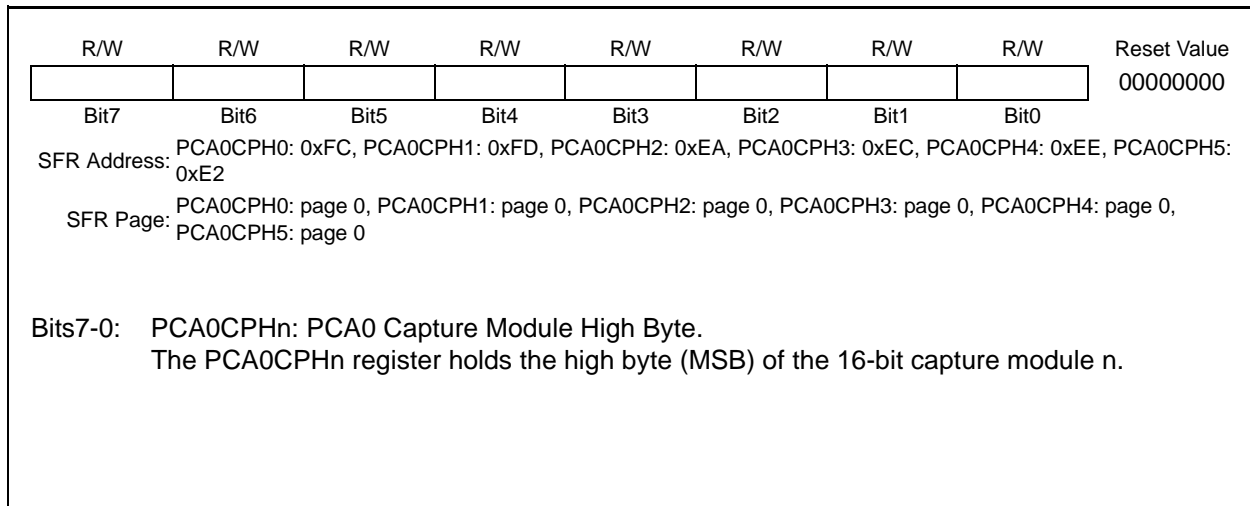 R/W R/W R/W R/W R/W R/W R/W R/W Reset Value
00000000
Bit7 Bit6 Bit5 Bit4 Bit3 Bit2 Bit1 Bit0
SFR Address: PCA0CPH0: 0xFC, PCA0CPH1: 0xFD, PCA0CPH2: 0xEA, PCA0CPH3: 0xEC, PCA0CPH4: 0xEE, PCA0CPH5:
0xE2
SFR Page: PCA0CPH0: page 0, PCA0CPH1: page 0, PCA0CPH2: page 0, PCA0CPH3: page 0, PCA0CPH4: page 0,
PCA0CPH5: page 0
Bits7-0: PCA0CPHn: PCA0 Capture Module High Byte.
The PCA0CPHn register holds the high byte (MSB) of the 16-bit capture module n.